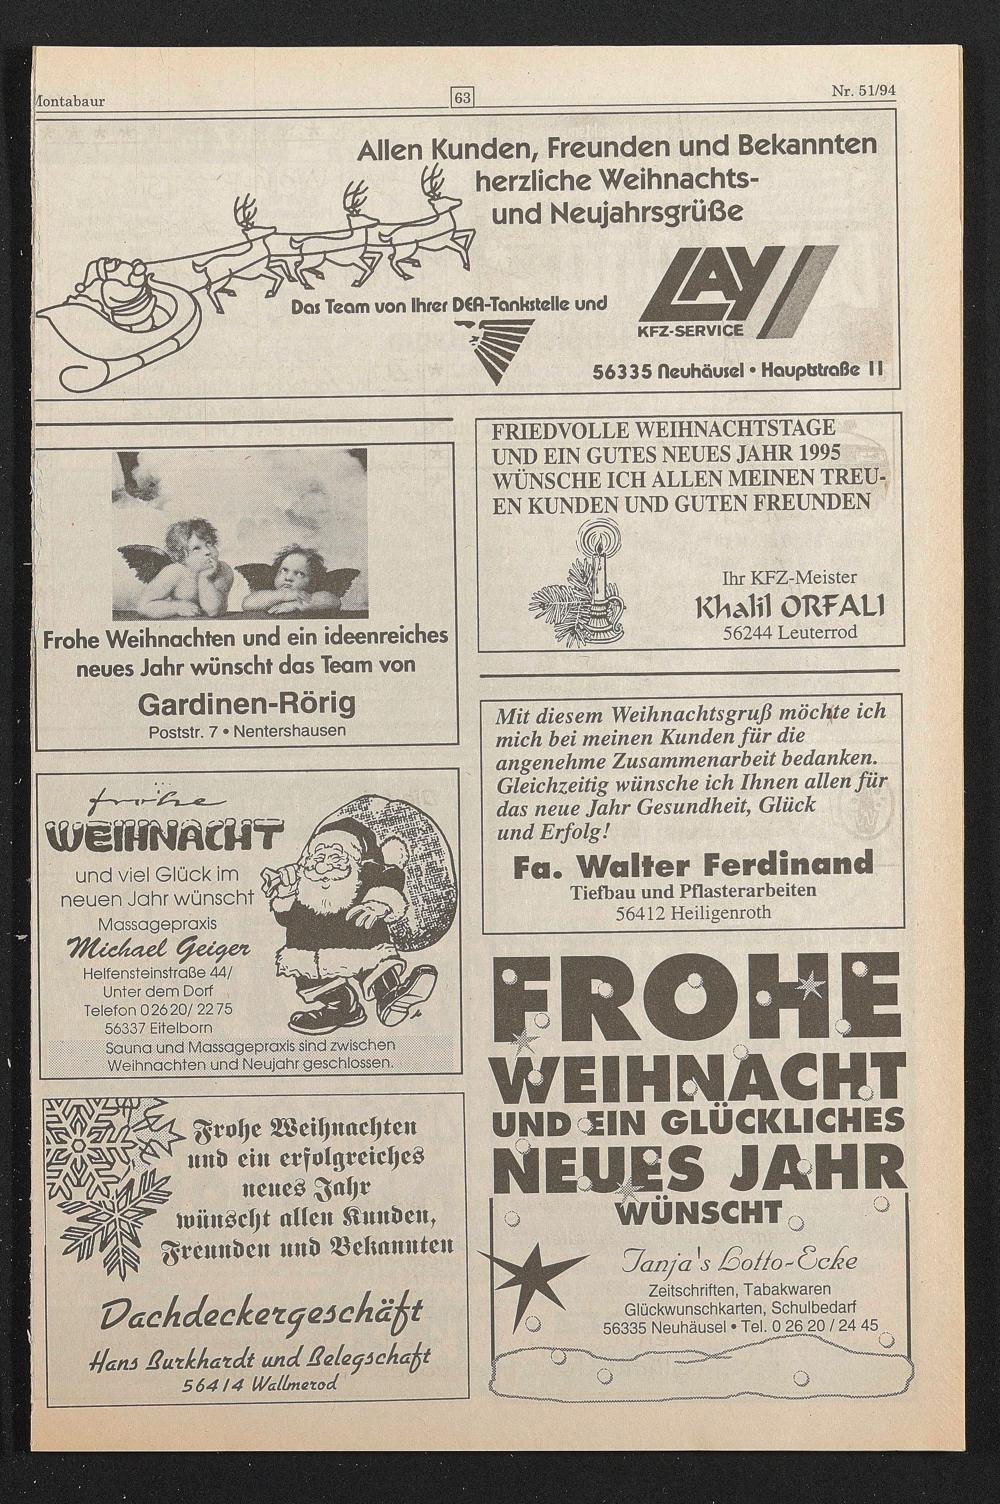 Montabaur
63
Nr. 51/94
Allen Kunden, Freunden und Bekannten
herzliche Weihnachts-
und Neujahrsgrüße
Das Team von Ihrer DEA-Tankstelle und
LAY
KFZ-SERVICE
56335 Neuhäusel • Hauptstraße 11
Frohe Weihnachten und ein ideenreiches
neues Jahr wünscht das Team von
Gardinen-Rörig
Poststr. 7 • Nentershausen
frohe
WEIHNACHT
und viel Glück im
neuen Jahr wünscht
Massagepraxis
Michael Geiger
Helfensteinstraße 44/
Unter dem Dorf
Telefon 02620/ 2275
56337 Eitelborn
Sauna und Massagepraxis sind zwischen
Weihnachten und Neujahr geschlossen.
Frohe Weihnachten
und ein erfolgreiches
neues Jahr
wünscht allen Kunden,
Freunden und Bekannten
Dachdeckergeschäft
Hans Burkhardt und Belegschaft
56414 Wallmerod
FRIEDVOLLE WEIHNACHTSTAGE
UND EIN GUTES NEUES JAHR 1995
WÜNSCHE ICH ALLEN MEINEN TREU-
EN KUNDEN UND GUTEN FREUNDEN
Ihr KFZ-Meister
Khalil ORFALI
56244 Leuterrod
Mit diesem Weihnachtsgruß möchte ich
mich bei meinen Kunden für die
angenehme Zusammenarbeit bedanken.
Gleichzeitig wünsche ich Ihnen allen für
das neue Jahr Gesundheit, Glück
und Erfolg!
Fa. Walter Ferdinand
Tiefbau und Pflasterarbeiten
56412 Heiligenroth
FROHE
WEIHNACHT
UND EIN GLÜCKLICHES
NEUES JAHR
WÜNSCHT
Tanja's Lotto-Ecke
Zeitschriften, Tabakwaren
Glückwunschkarten, Schulbedarf
56335 Neuhäusel • Tel. 0 26 20 / 24 45